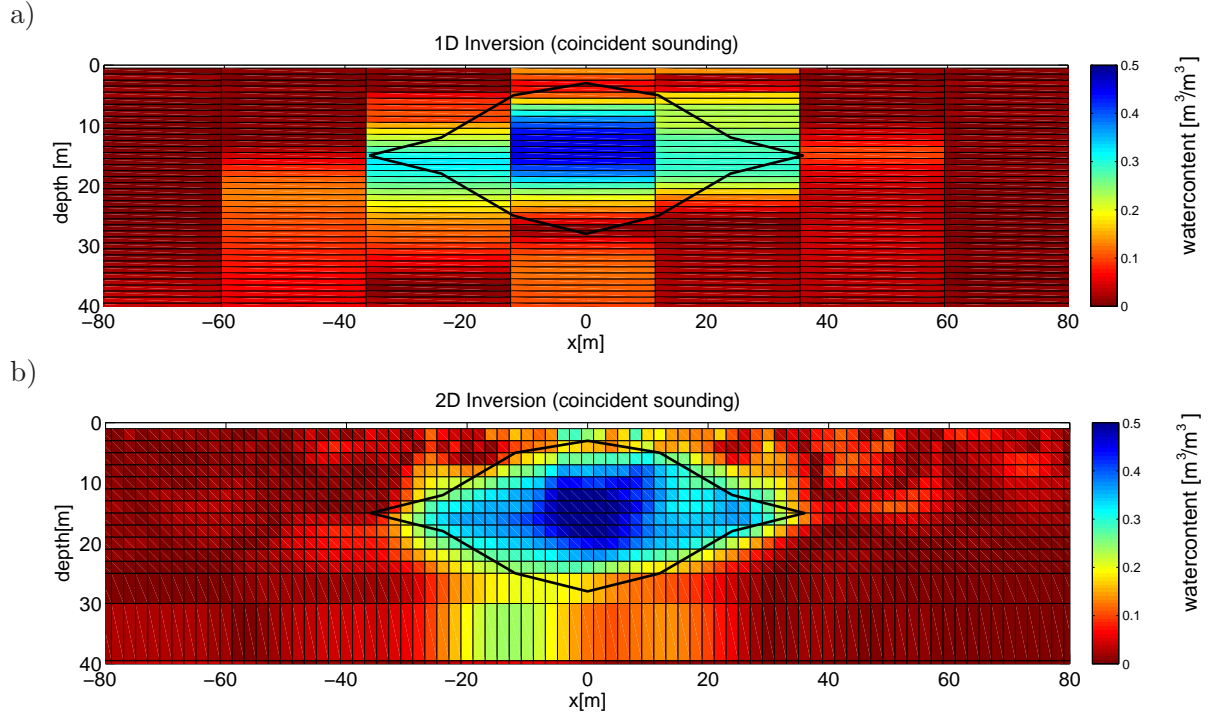 a)
1D Inversion (coincident sounding)
0
10
20
30
40
depth [m]
−80 −60 −40 −20 0 20 40 60 80
x[m]
0.5
0.4
0.3
0.2
0.1
0
watercontent [m³/m³]
b)
2D Inversion (coincident sounding)
0
10
20
30
40
depth[m]
−80 −60 −40 −20 0 20 40 60 80
x[m]
0.5
0.4
0.3
0.2
0.1
0
watercontent [m³/m³]